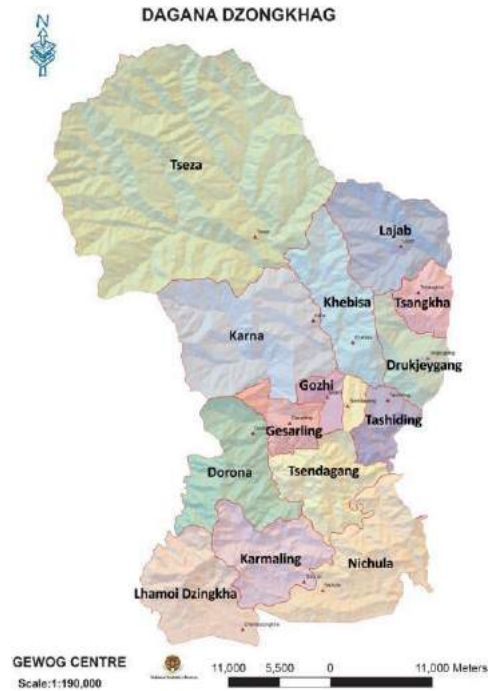 DAGANA DZONGKHAG
N
Tseza
Lajab
Khebisa
Tsangkha
Karna
Drukjeygang
Gozhi
Gesarling
Tashiding
Dorona
Tsendagang
Karmaling
Nichula
Lhamoi Dzingkha
GEWOG CENTRE
Scale:1:190,000
11,000 5,500 0 11,000 Meters